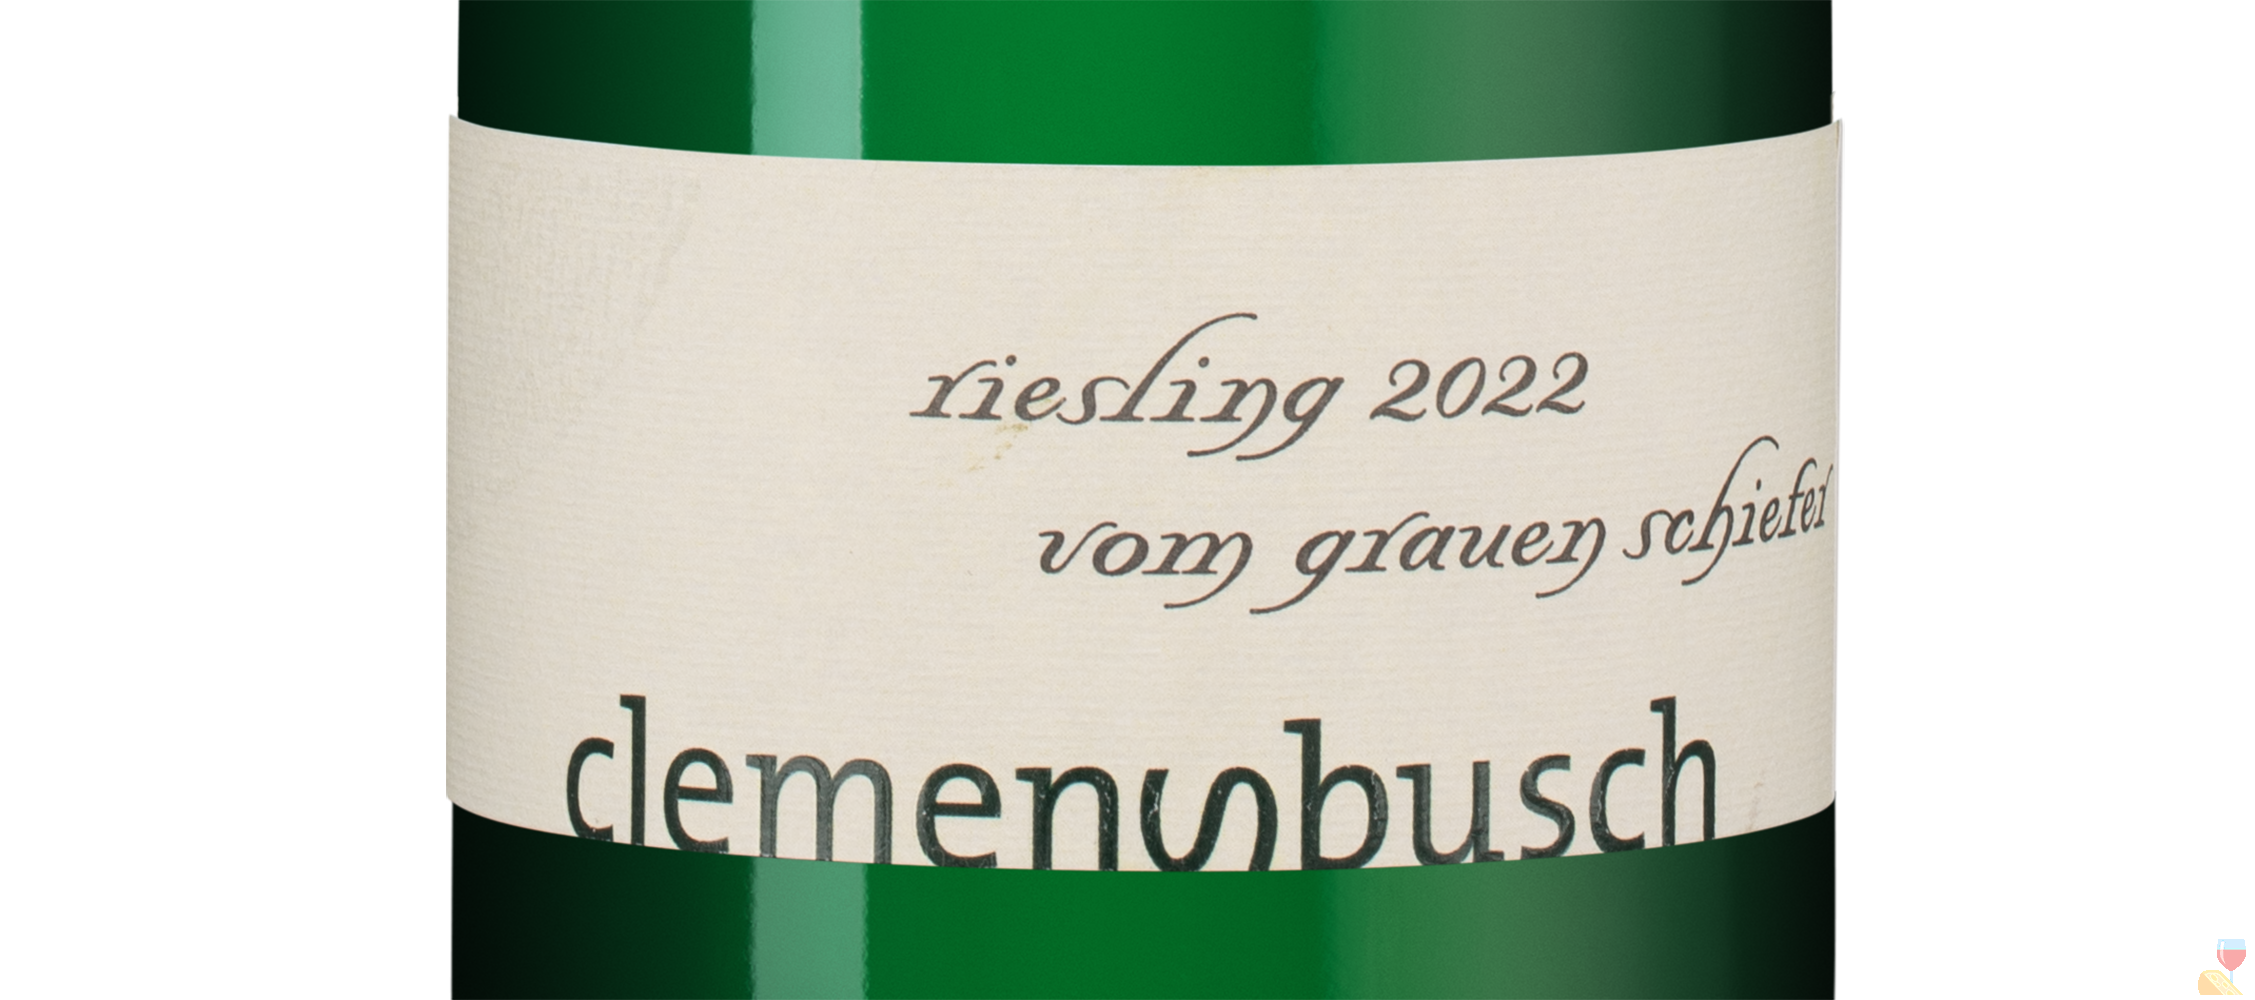 riesling 2022
vom grauen schiefer
clemensbusch